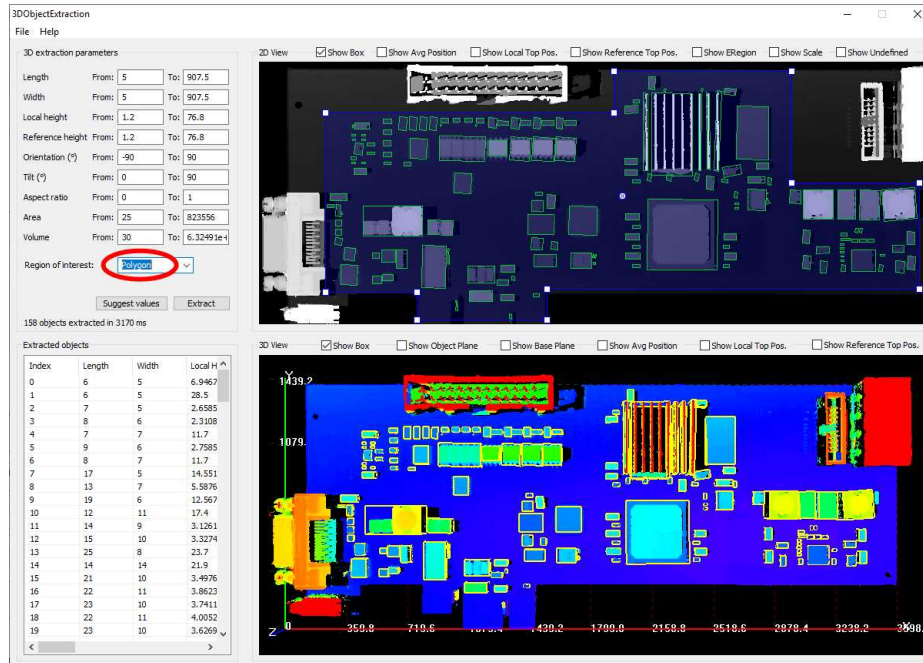 3DObjectExtraction
File Help
3D extraction parameters
Length From: 5 To: 907.5
Width From: 5 To: 907.5
Local height From: 1.2 To: 76.8
Reference height From: 1.2 To: 76.8
Orientation (°) From: -90 To: 90
Tilt (°) From: 0 To: 90
Aspect ratio From: 0 To: 1
Area From: 25 To: 823556
Volume From: 30 To: 6.32491e+
Region of interest: Polygon
Suggest values Extract
158 objects extracted in 3170 ms
2D View Show Box Show Avg Position Show Local Top Pos. Show Reference Top Pos. Show ERegion Show Scale Show Undefined
Extracted objects
Index Length Width Local H
0 6 5 6.9467
1 6 5 28.5
2 7 5 2.6585
3 8 6 2.3108
4 7 7 11.7
5 9 6 2.7585
6 8 7 11.7
7 17 5 14.551
8 13 7 5.5876
9 19 6 12.567
10 12 11 17.4
11 14 9 3.1261
12 15 10 3.3274
13 25 8 23.7
14 14 14 21.9
15 21 10 3.4976
16 22 11 3.8623
17 23 10 3.7411
18 22 11 4.0052
19 23 10 3.6269
3D View Show Box Show Object Plane Show Base Plane Show Avg Position Show Local Top Pos. Show Reference Top Pos.
Y
1439.2
1079.
Z 0 359.8 719.6 1079.4 1439.2 1799.0 2158.8 2518.6 2878.4 3238.2 3598. X